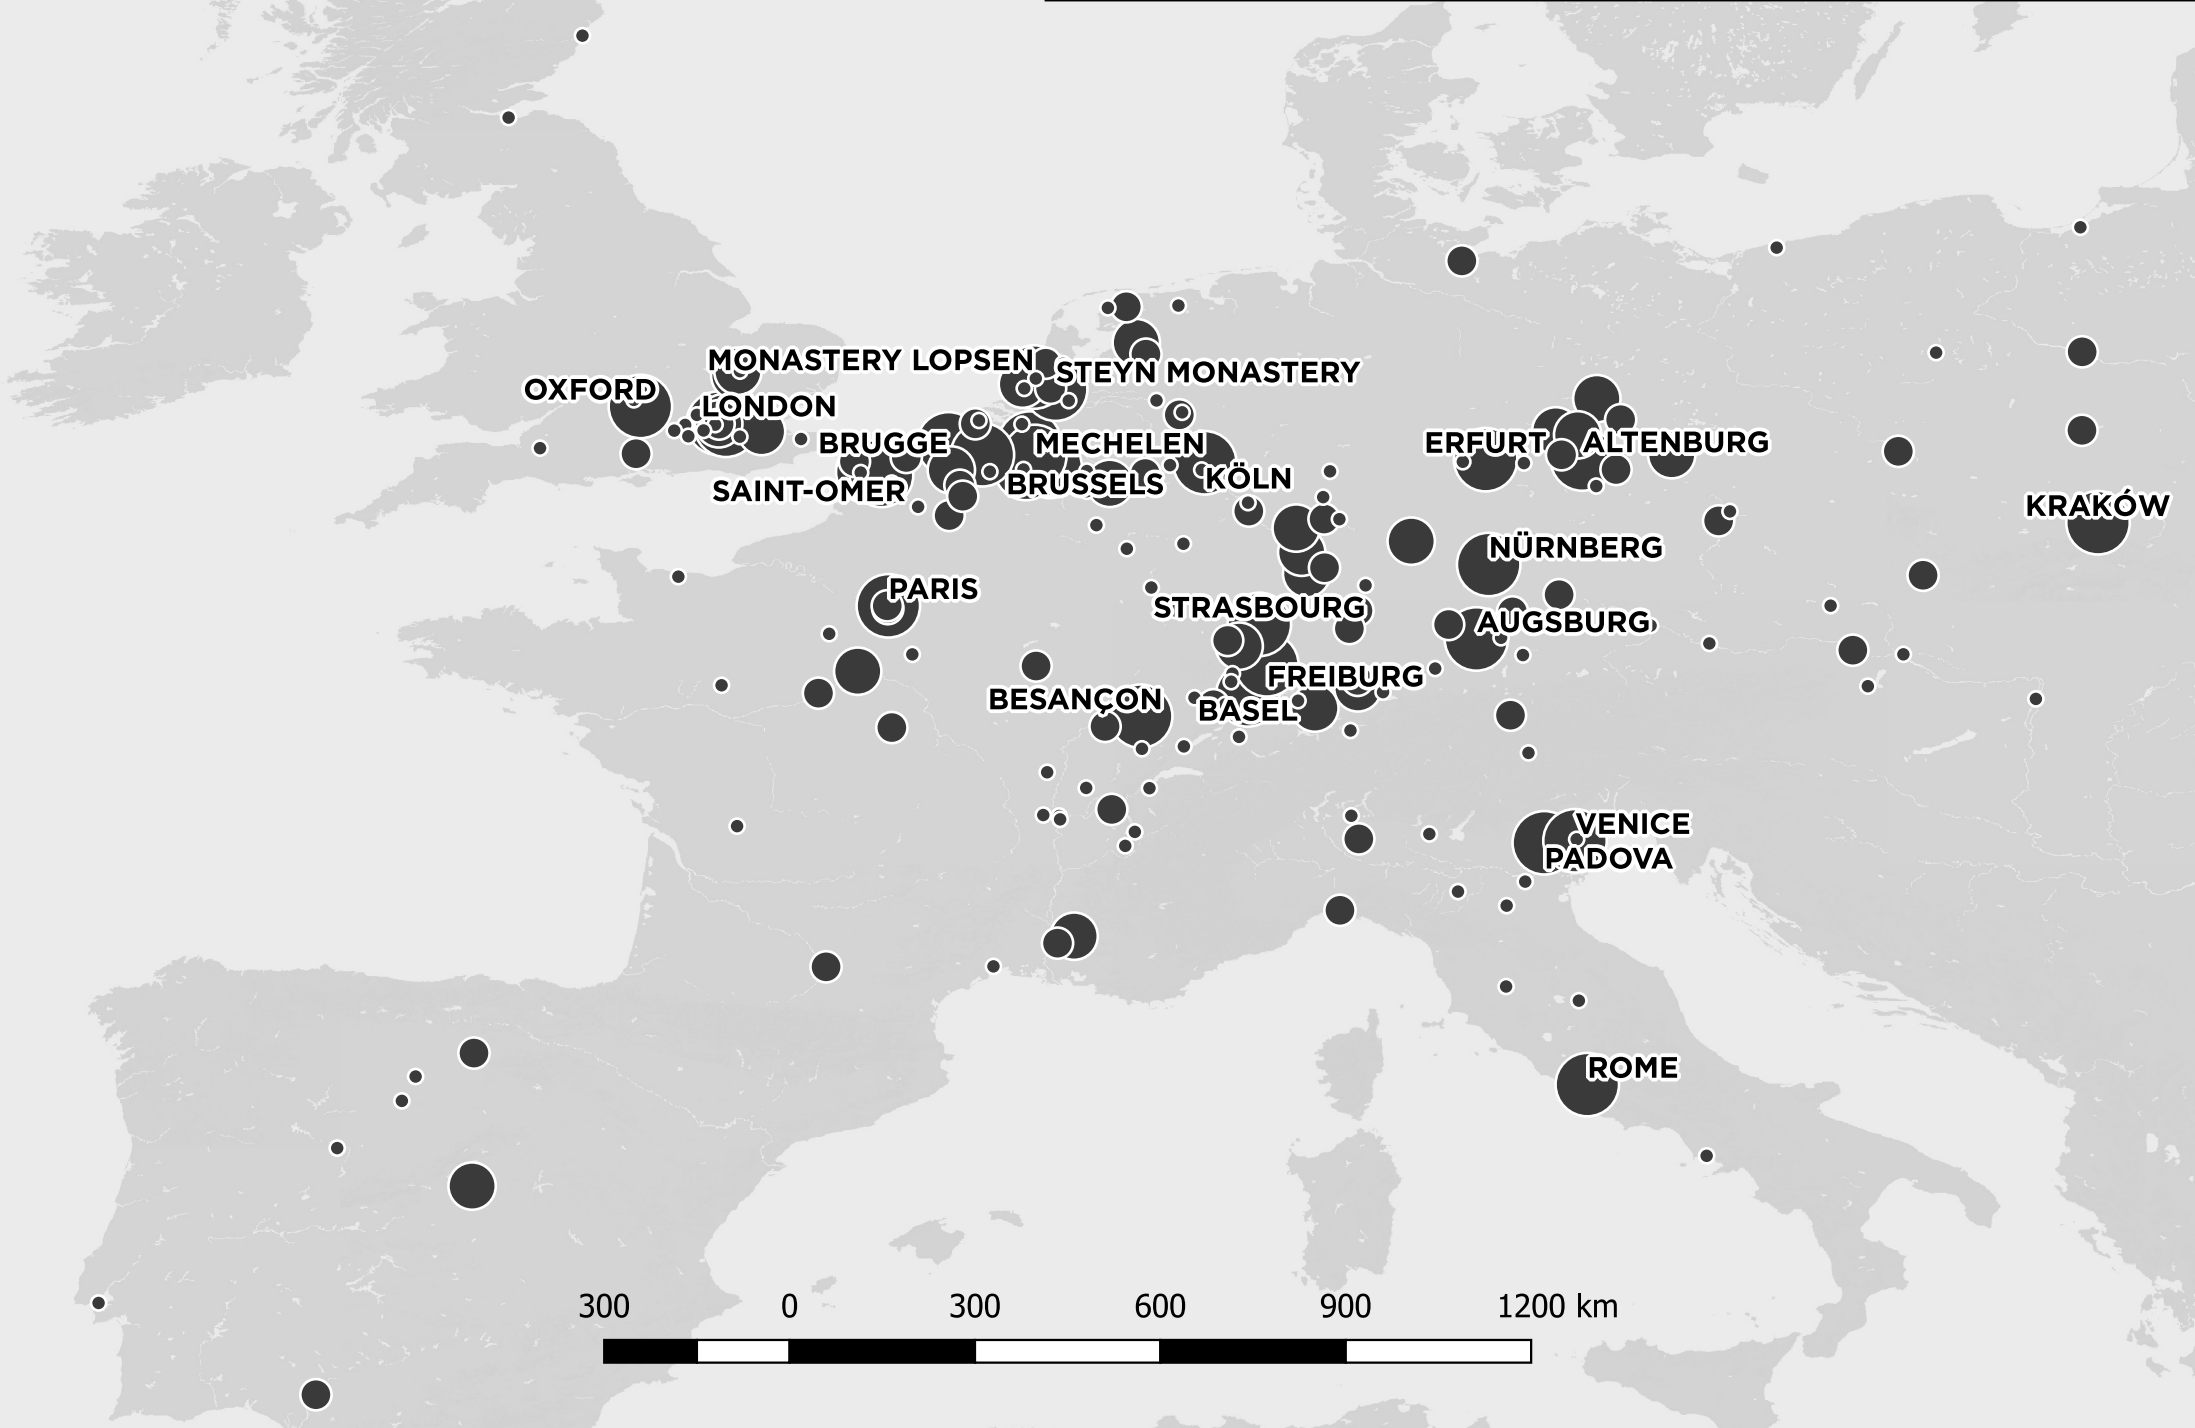 MONASTERY LOPSEN
STEYN MONASTERY
OXFORD
LONDON
BRUGGE
MECHELEN
ERFURT
ALTENBURG
SAINT-OMER
BRUSSELS
KÖLN
KRAKÓW
NÜRNBERG
PARIS
STRASBOURG
AUGSBURG
FREIBURG
BESANÇON
BASEL
VENICE
PADOVA
ROME
300 0 300 600 900 1200 km